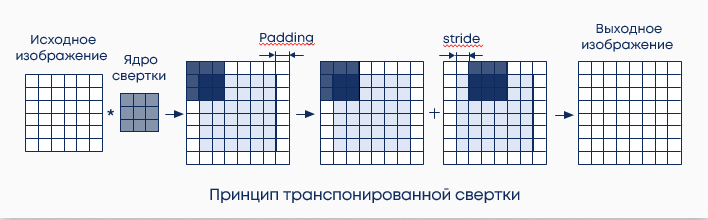 Исходное
изображение
*
Ядро
свертки
Padding
+
stride
Выходное
изображение
Принцип транспонированной свертки